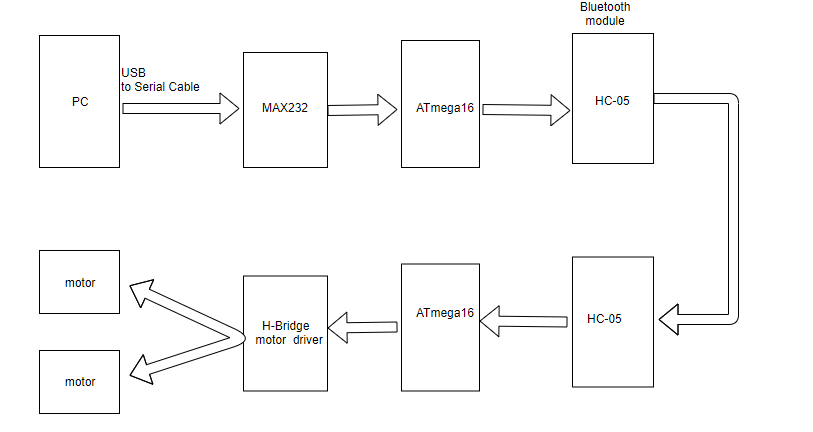 Bluetooth
module
USB
to Serial Cable
PC
MAX232
ATmega16
HC-05
motor
H-Bridge
motor driver
ATmega16
HC-05
motor